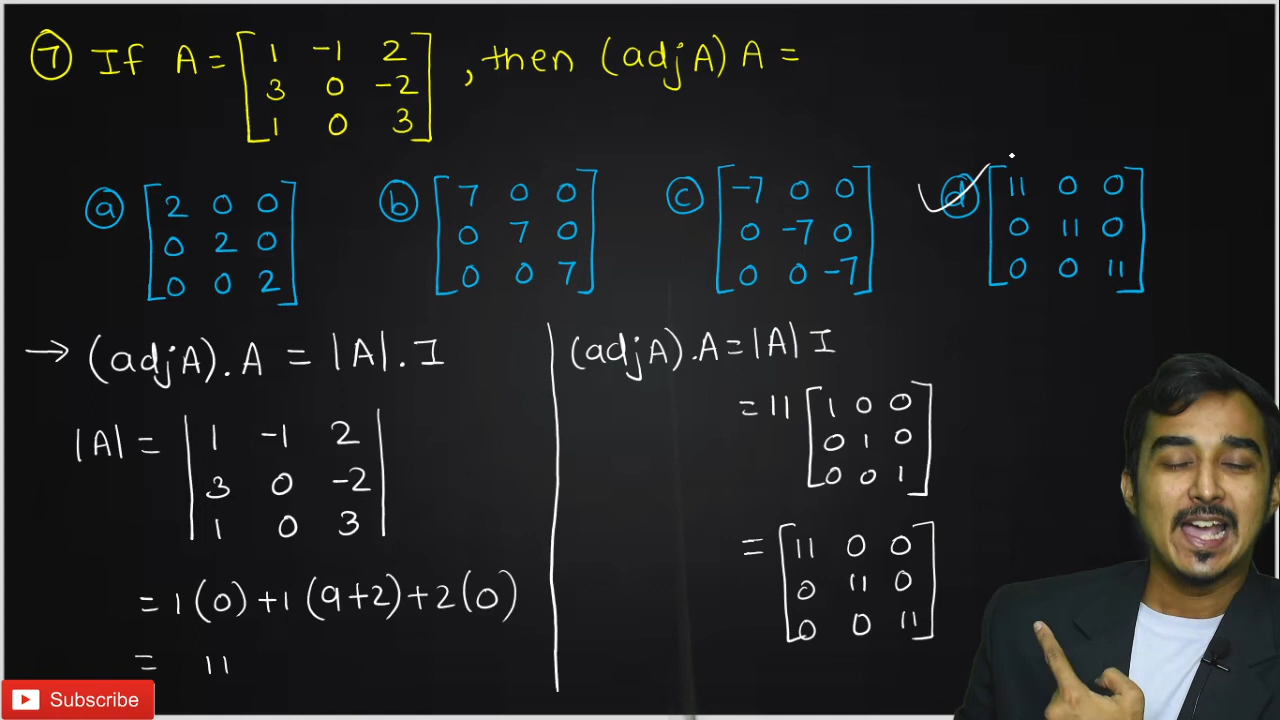 ⑦ If A = [1 -1 2
3 0 -2
1 0 3], then (adj A) A =
ⓐ [2 0 0
0 2 0
0 0 2]
ⓑ [7 0 0
0 7 0
0 0 7]
ⓒ [-7 0 0
0 -7 0
0 0 -7]
ⓓ [11 0 0
0 11 0
0 0 11]
→ (adj A) . A = |A| . I
|A| = |1 -1 2
3 0 -2
1 0 3|
= 1(0) + 1(9+2) + 2(0)
= 11
(adj A) . A = |A| I
= 11 [1 0 0
0 1 0
0 0 1]
= [11 0 0
0 11 0
0 0 11]
Subscribe